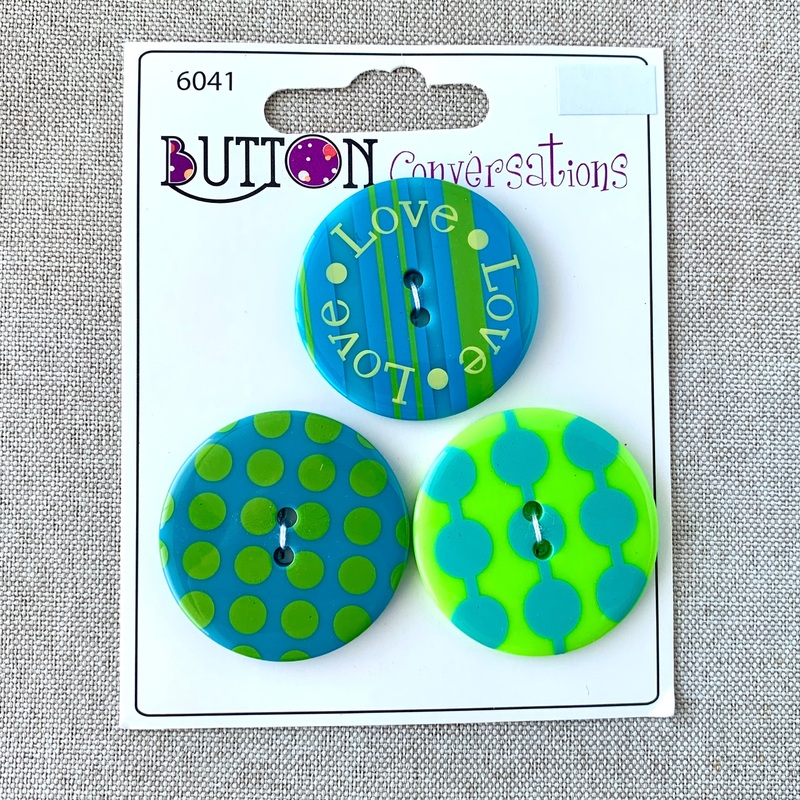 6041
BUTTON Conversations
Love • Love • Love •